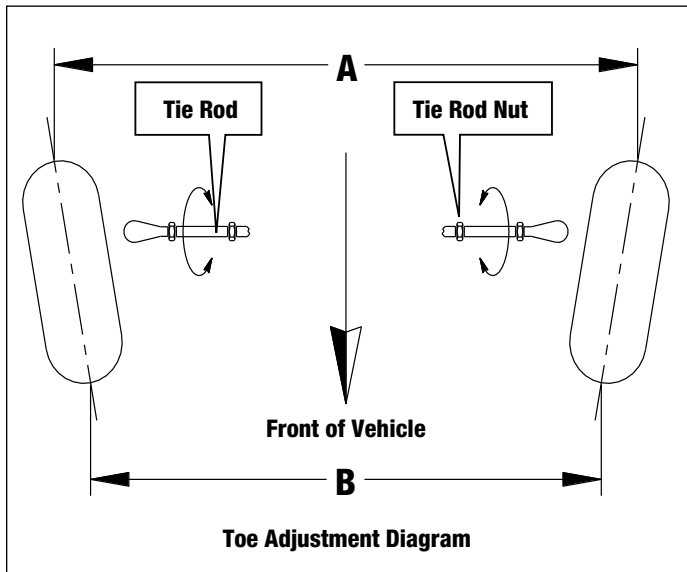 A
Tie Rod
Tie Rod Nut
Front of Vehicle
B
Toe Adjustment Diagram